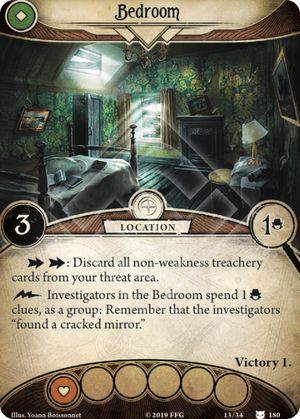 Bedroom
3
LOCATION
1
: Discard all non-weakness treachery
cards from your threat area.
Investigators in the Bedroom spend 1
clues, as a group: Remember that the investigators
“found a cracked mirror.”
Victory 1.
Illus. Yoann Boissonnet
© 2019 FFG
13/34
180